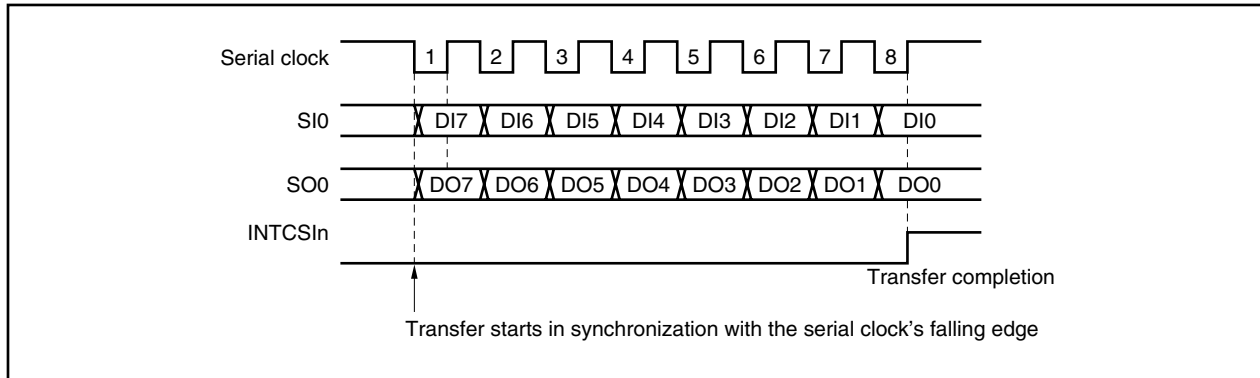 Serial clock 1 2 3 4 5 6 7 8
SI0 DI7 DI6 DI5 DI4 DI3 DI2 DI1 DI0
SO0 DO7 DO6 DO5 DO4 DO3 DO2 DO1 DO0
INTCSIn
Transfer completion
Transfer starts in synchronization with the serial clock's falling edge